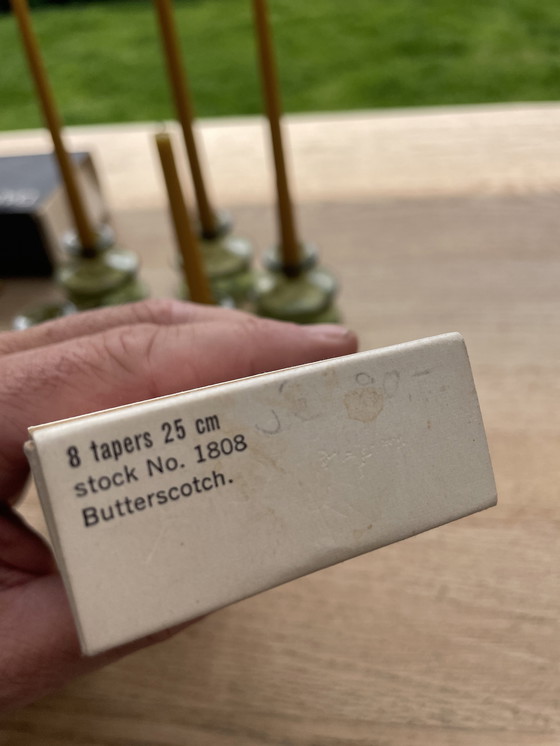 8 tapers 25 cm
stock No. 1808
Butterscotch.